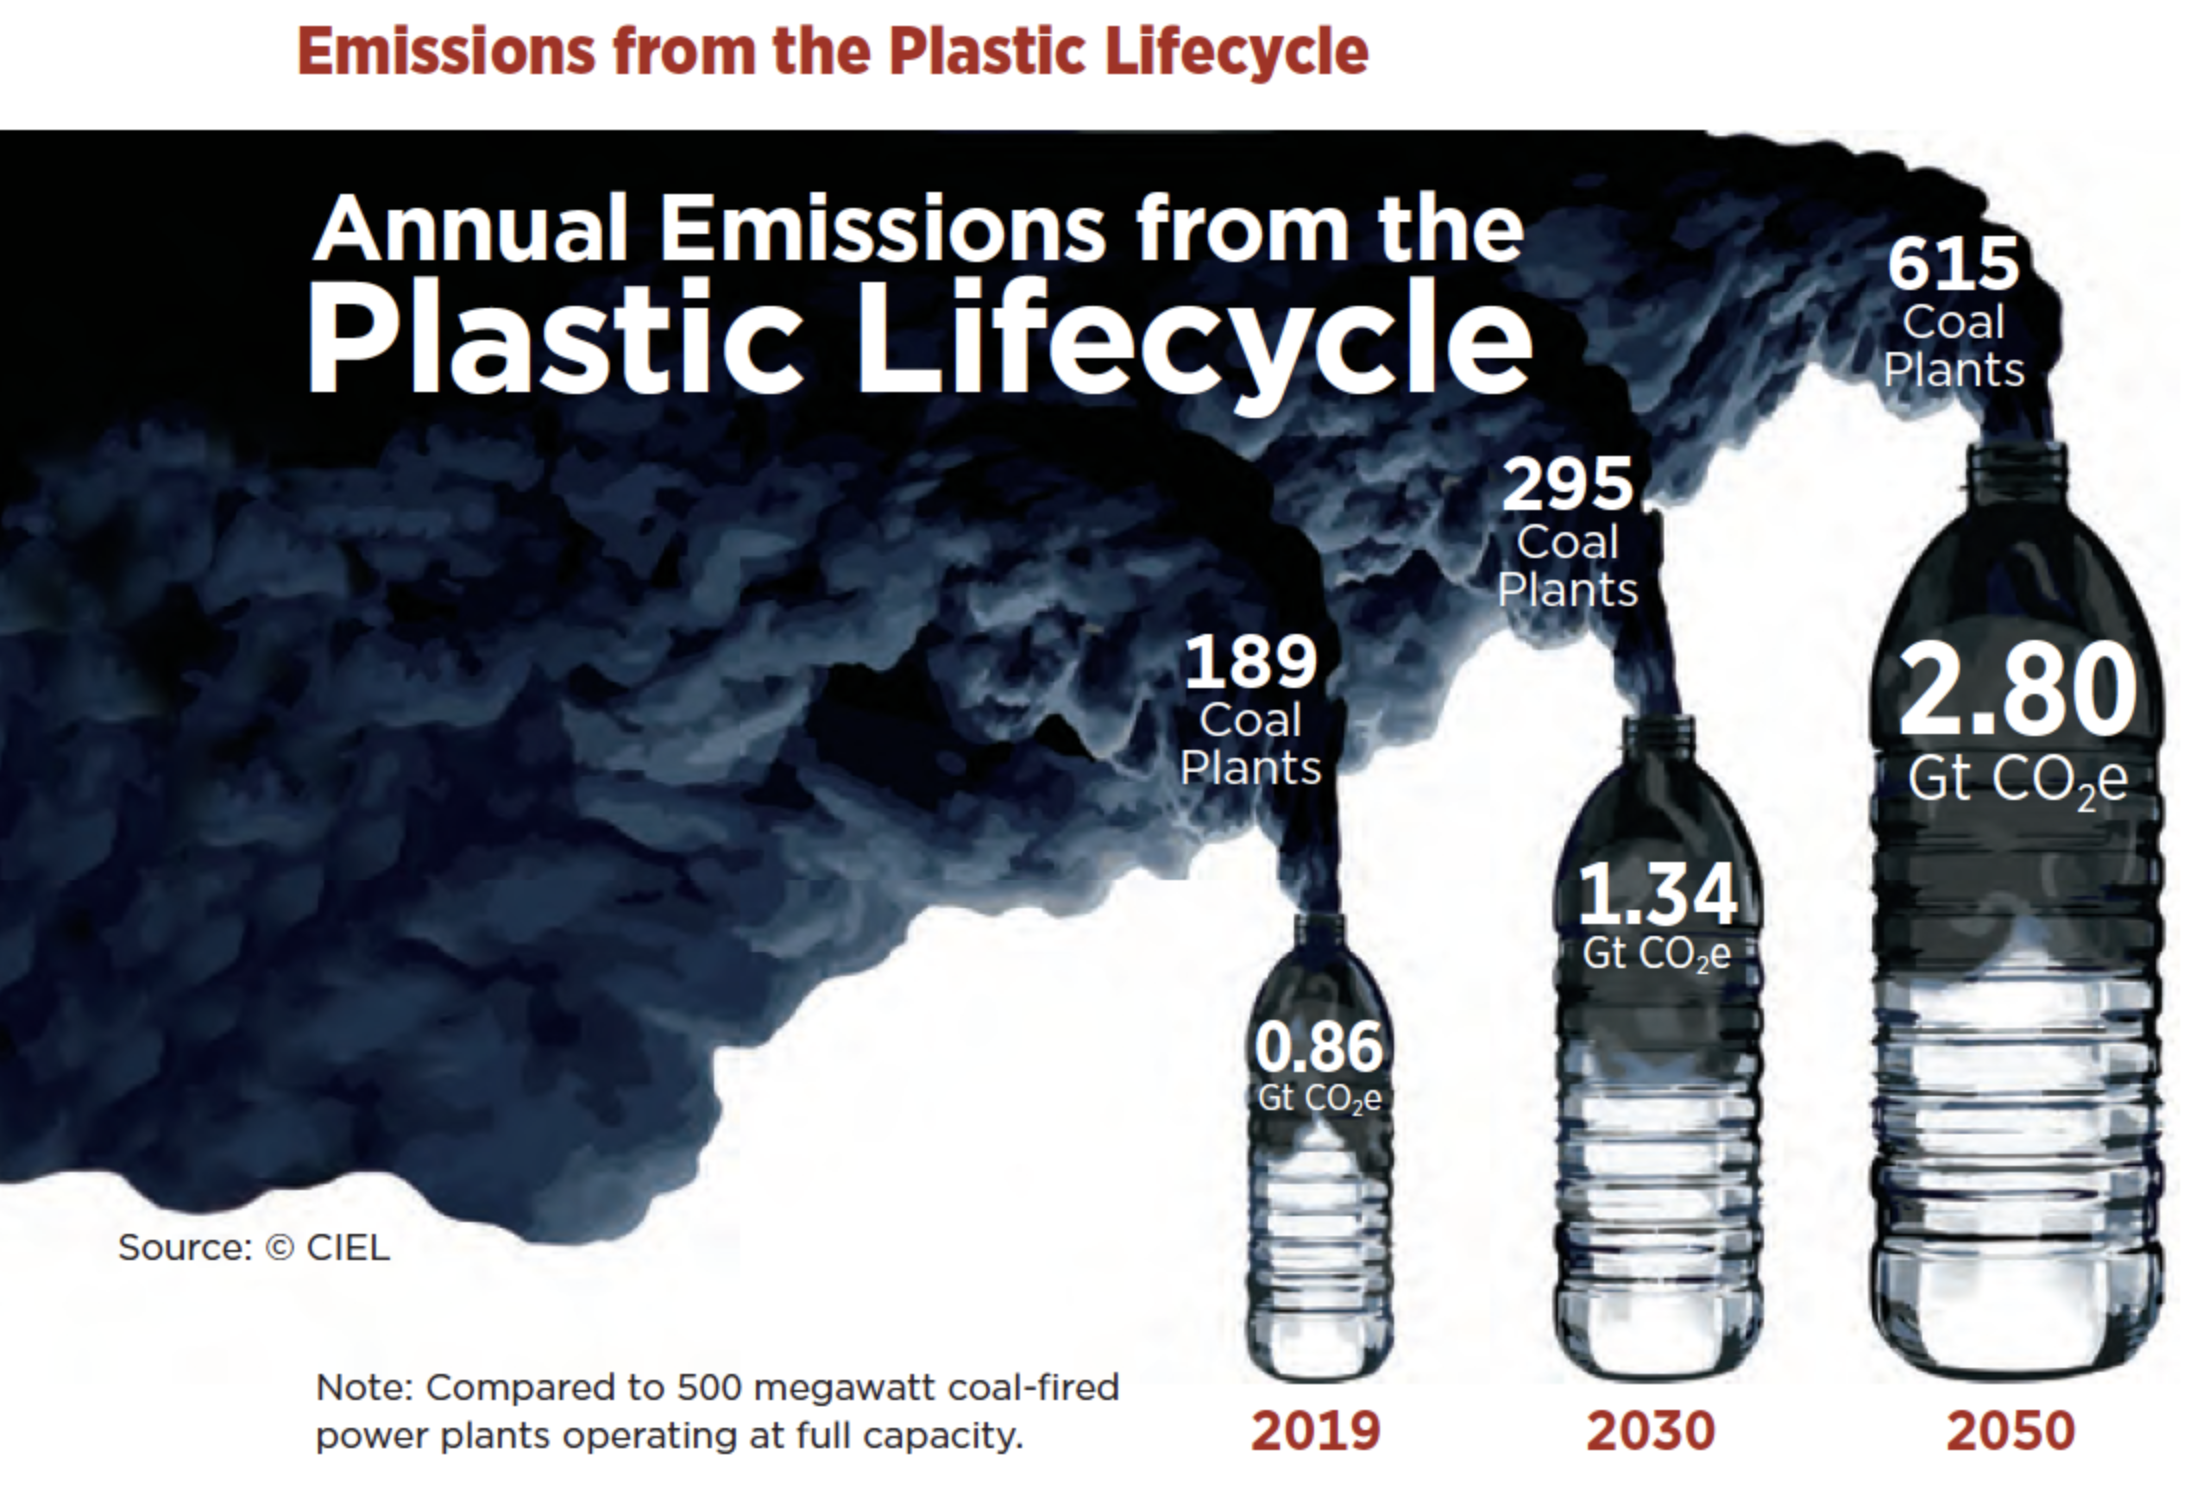 Emissions from the Plastic Lifecycle
Annual Emissions from the
Plastic Lifecycle
615
Coal
Plants
295
Coal
Plants
189
Coal
Plants
2.80
Gt CO₂e
1.34
Gt CO₂e
0.86
Gt CO₂e
Source: © CIEL
Note: Compared to 500 megawatt coal-fired
power plants operating at full capacity.
2019
2030
2050